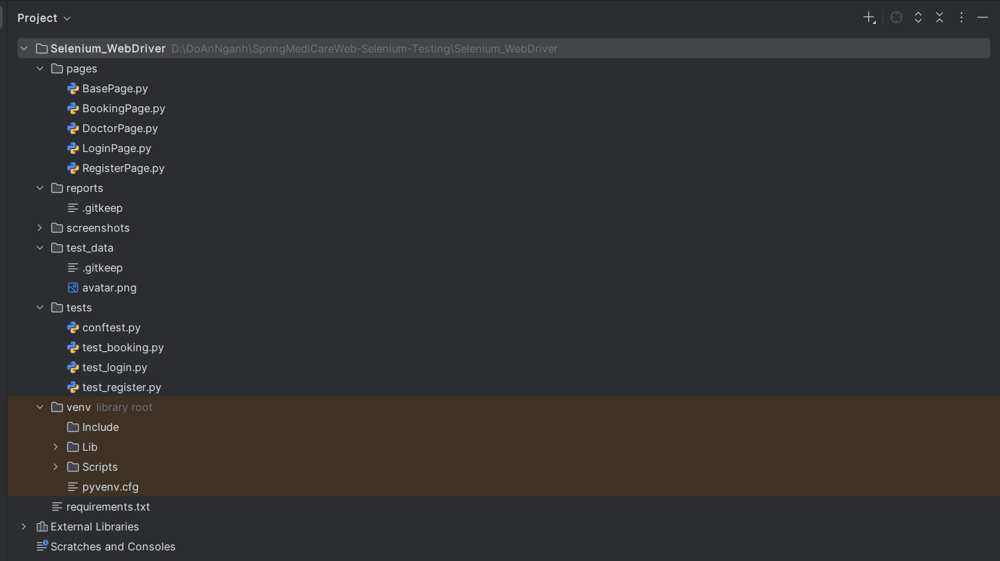 Project
Selenium_WebDriver D:\DoAnNganh\SpringMediCareWeb-Selenium-Testing\Selenium_WebDriver
pages
BasePage.py
BookingPage.py
DoctorPage.py
LoginPage.py
RegisterPage.py
reports
.gitkeep
screenshots
test_data
.gitkeep
avatar.png
tests
conftest.py
test_booking.py
test_login.py
test_register.py
venv library root
Include
Lib
Scripts
pyvenv.cfg
requirements.txt
External Libraries
Scratches and Consoles